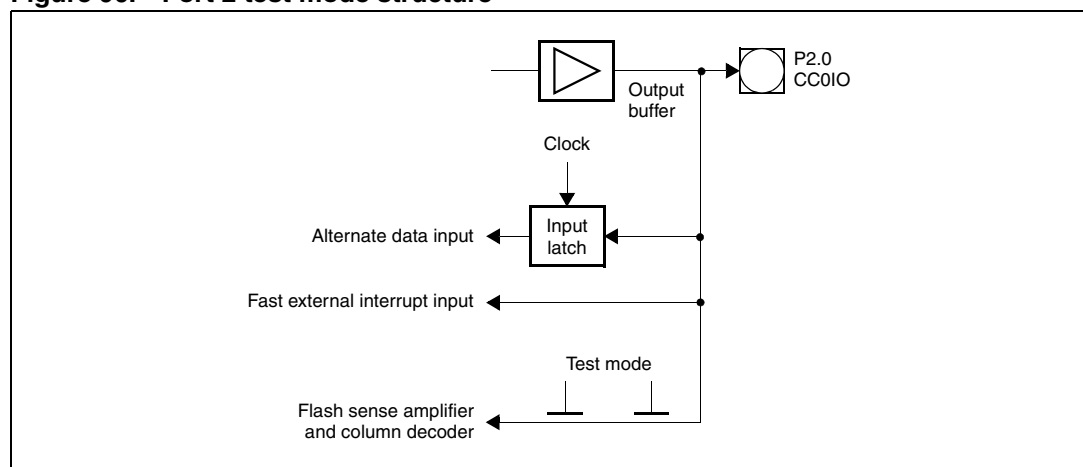 Figure Port 2 test mode structure
P2.0
CC0IO
Output
buffer
Clock
Input
latch
Alternate data input
Fast external interrupt input
Test mode
Flash sense amplifier
and column decoder